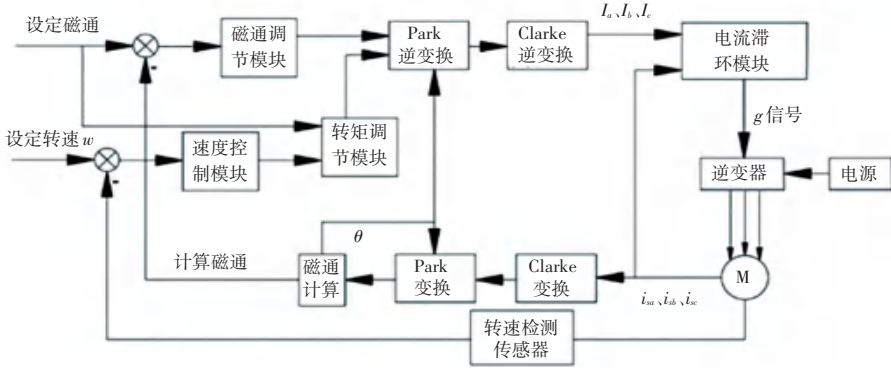 设定磁通
-
磁通调
节模块
Park
逆变换
Clarke
逆变换
Ia、Ib、Ic
电流滞
环模块
g信号
设定转速w
-
速度控
制模块
转矩调
节模块
逆变器
电源
θ
计算磁通
磁通
计算
Park
变换
Clarke
变换
isa、isb、isc
M
转速检测
传感器